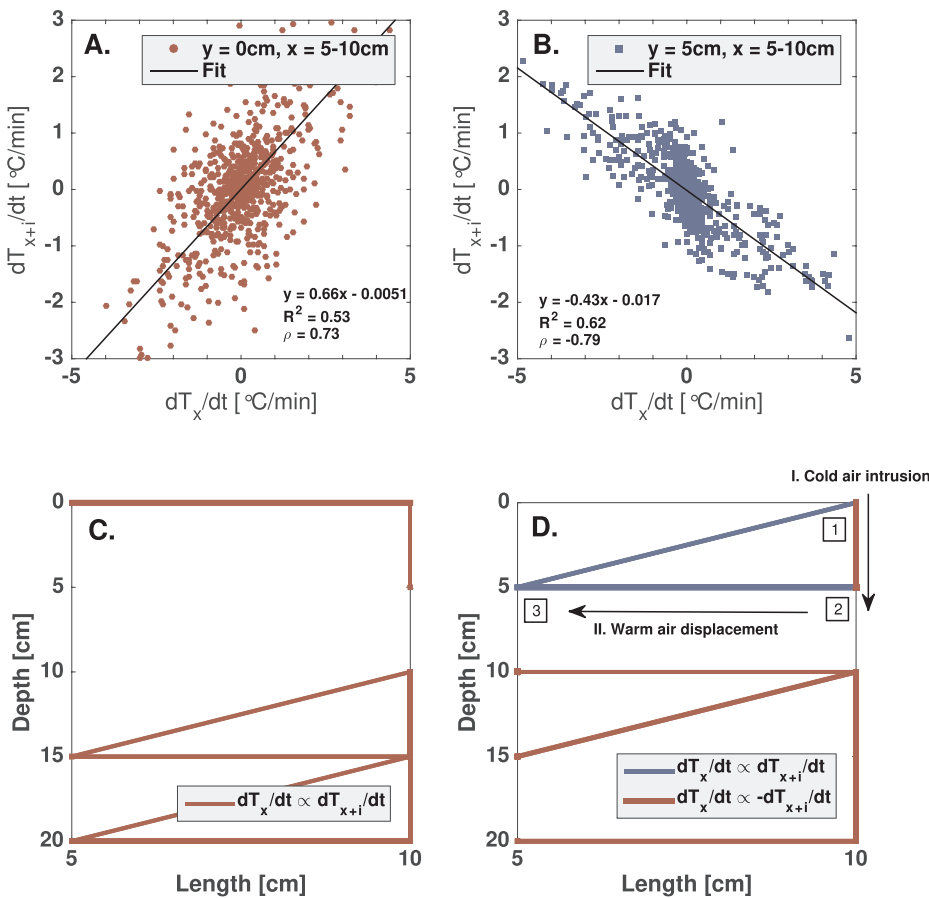 A.
y = 0cm, x = 5-10cm
Fit
3
2
1
0
-1
-2
-3
dT_{x+i}/dt [ °C/min]
y = 0.66x - 0.0051
R² = 0.53
ρ = 0.73
-5
0
5
dT_x/dt [ °C/min]
B.
y = 5cm, x = 5-10cm
Fit
3
2
1
0
-1
-2
-3
dT_{x+i}/dt [ °C/min]
y = -0.43x - 0.017
R² = 0.62
ρ = -0.79
-5
0
5
dT_x/dt [ °C/min]
C.
0
5
10
15
20
Depth [cm]
dT_x/dt ∝ dT_{x+i}/dt
5
10
Length [cm]
I. Cold air intrusion
D.
0
5
10
15
20
Depth [cm]
1
3
2
II. Warm air displacement
dT_x/dt ∝ dT_{x+i}/dt
dT_x/dt ∝ -dT_{x+i}/dt
5
10
Length [cm]